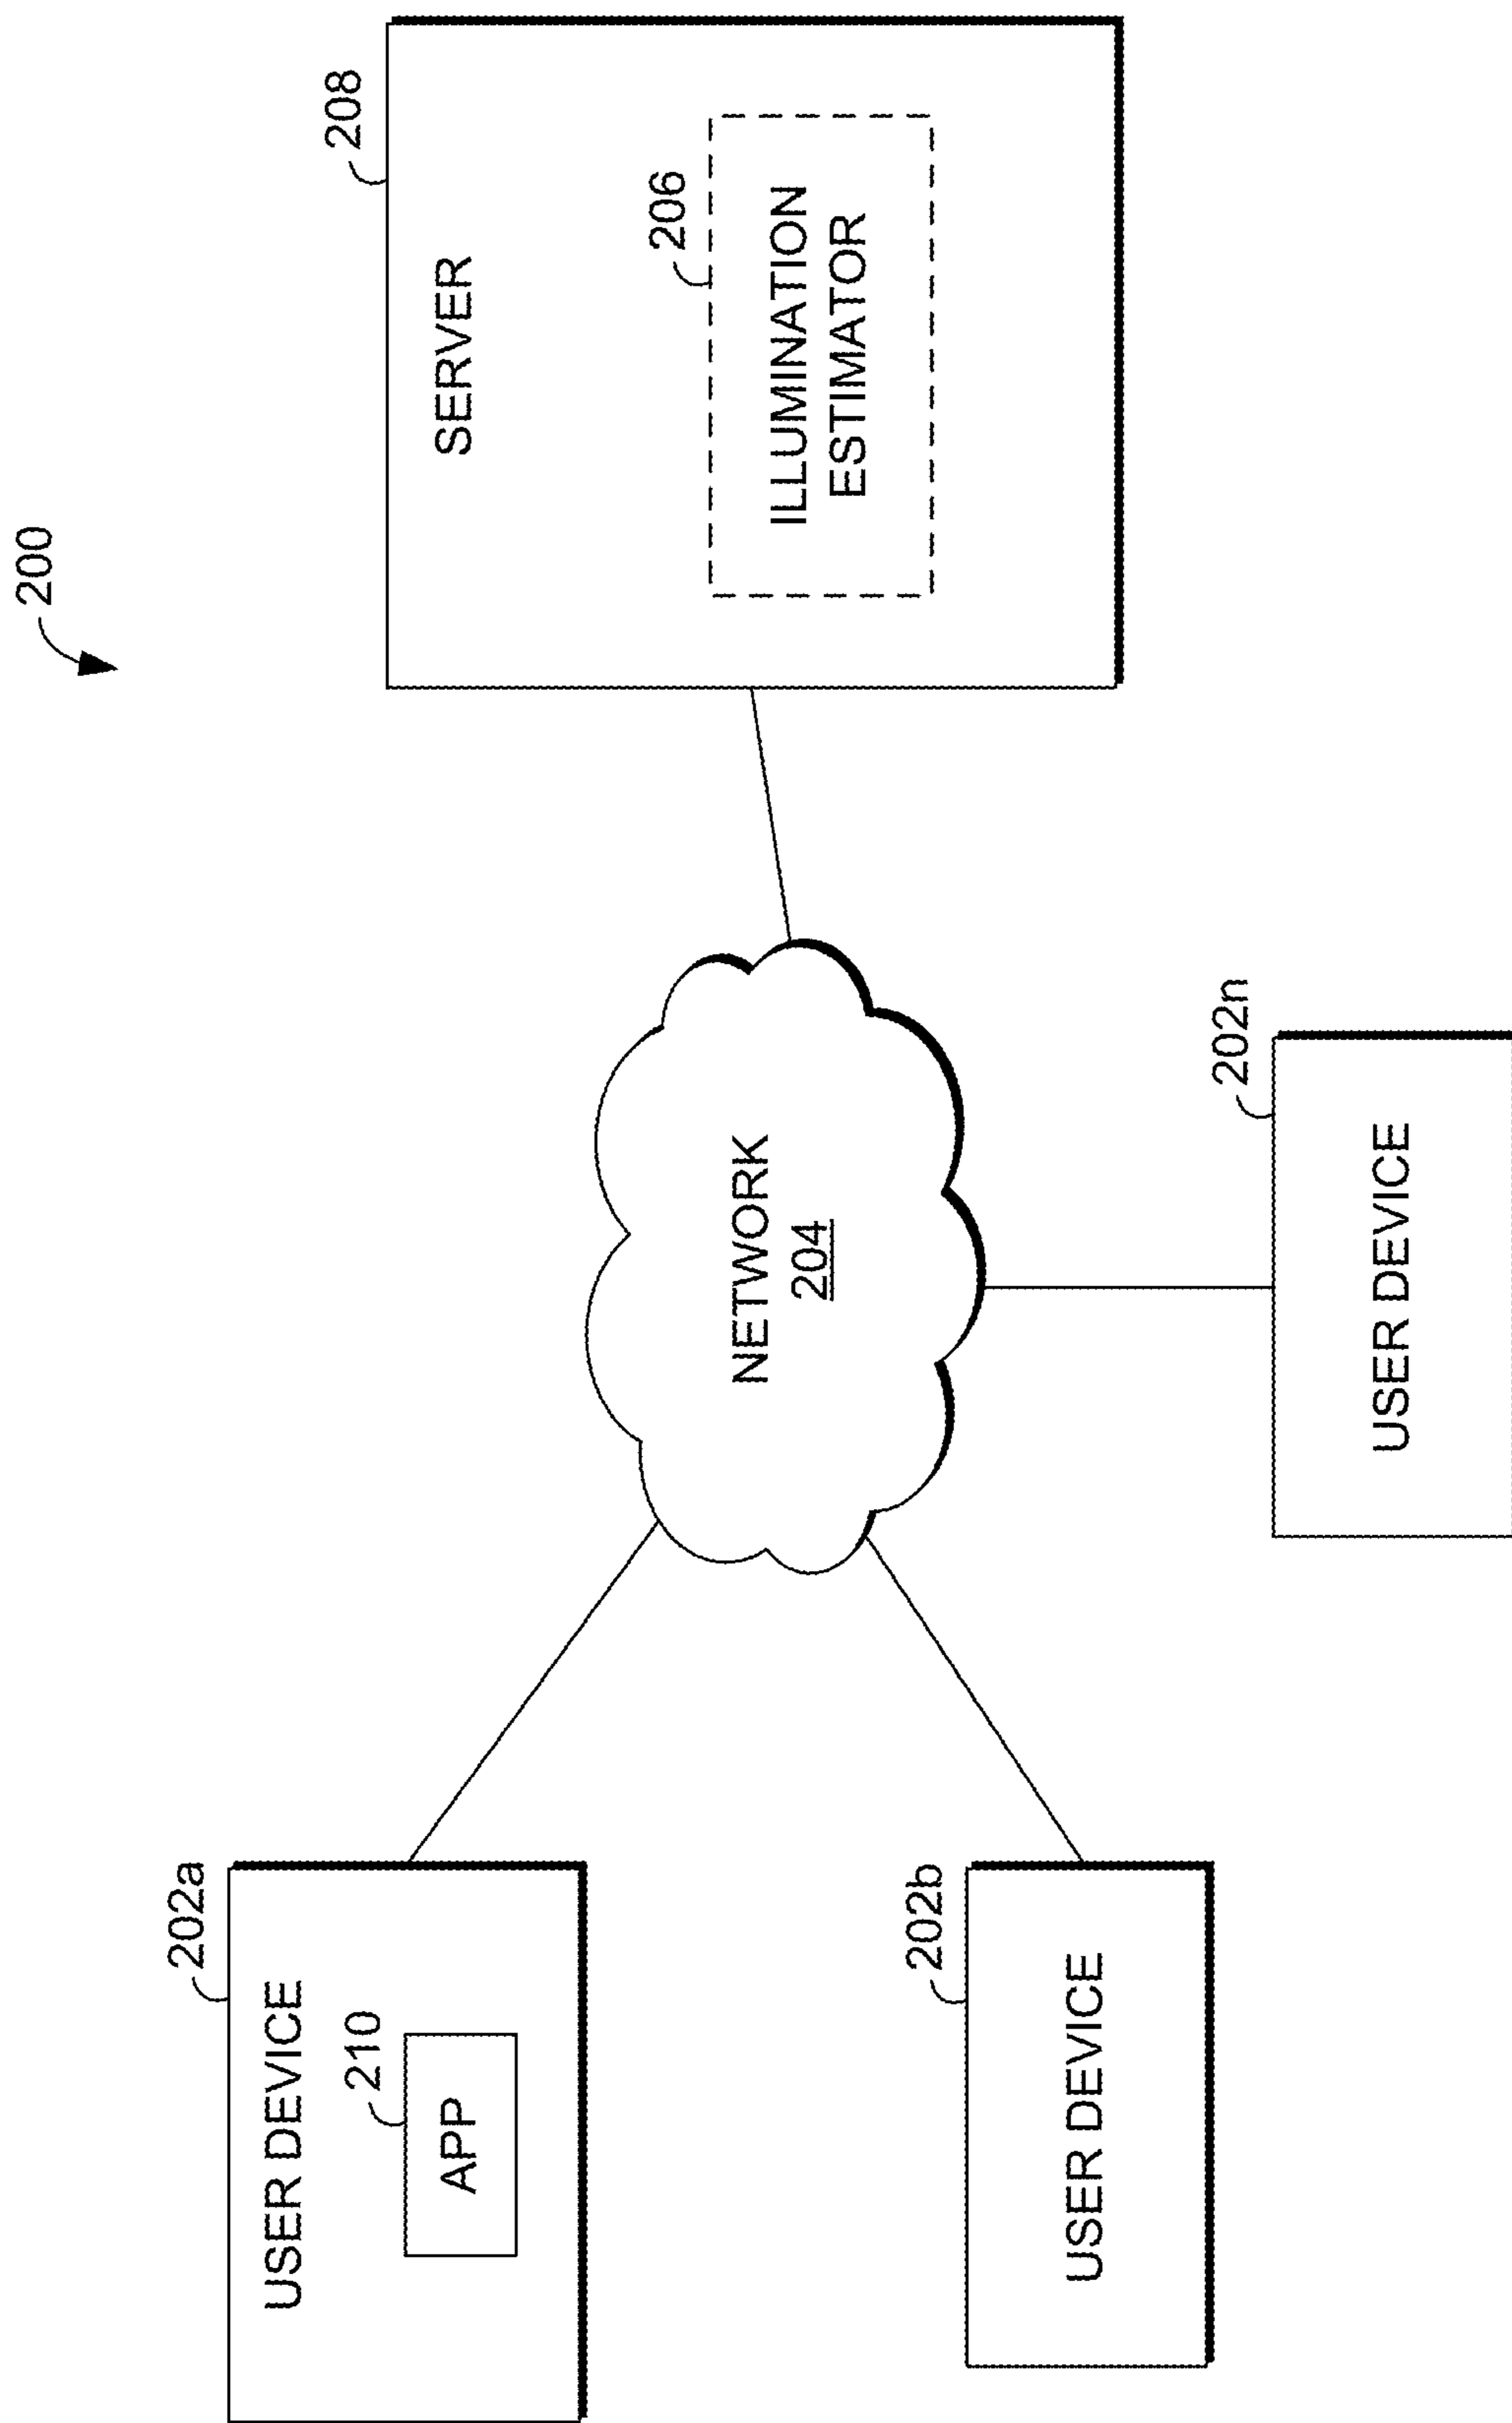 200
202a
USER DEVICE
210
APP
202b
USER DEVICE
NETWORK
204
202n
USER DEVICE
208
SERVER
206
ILLUMINATION
ESTIMATOR